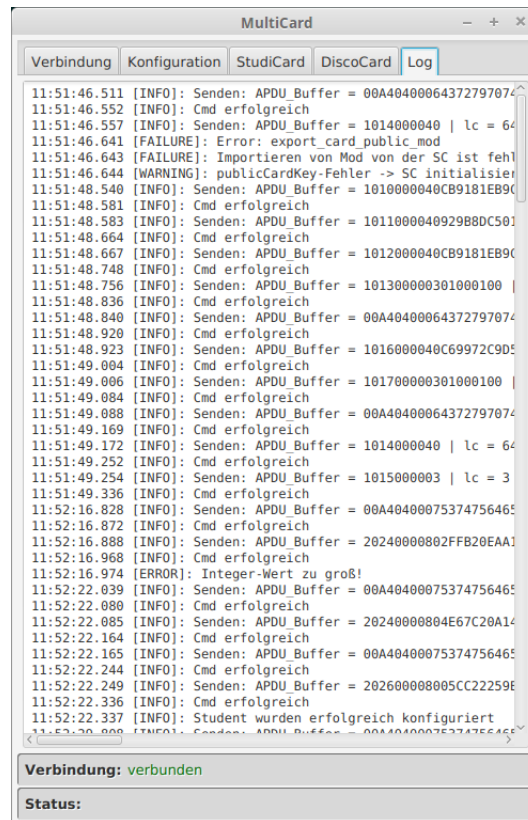 MultiCard
Verbindung Konfiguration StudiCard DiscoCard Log
11:51:46.511 [INFO]: Senden: APDU_Buffer = 00A40400064372797074
11:51:46.552 [INFO]: Cmd erfolgreich
11:51:46.557 [INFO]: Senden: APDU_Buffer = 1014000040 | lc = 64
11:51:46.641 [FAILURE]: Error: export_card_public_mod
11:51:46.643 [FAILURE]: Importieren von Mod von der SC ist fehl
11:51:46.644 [WARNING]: publicCardKey-Fehler -> SC initialisier
11:51:48.540 [INFO]: Senden: APDU_Buffer = 1010000040CB9181EB9C
11:51:48.581 [INFO]: Cmd erfolgreich
11:51:48.583 [INFO]: Senden: APDU_Buffer = 1011000040929B8DC501
11:51:48.664 [INFO]: Cmd erfolgreich
11:51:48.667 [INFO]: Senden: APDU_Buffer = 1012000040CB9181EB9C
11:51:48.748 [INFO]: Cmd erfolgreich
11:51:48.756 [INFO]: Senden: APDU_Buffer = 101300000301000100 |
11:51:48.836 [INFO]: Cmd erfolgreich
11:51:48.840 [INFO]: Senden: APDU_Buffer = 00A40400064372797074
11:51:48.920 [INFO]: Cmd erfolgreich
11:51:48.923 [INFO]: Senden: APDU_Buffer = 1016000040C69972C9D5
11:51:49.004 [INFO]: Cmd erfolgreich
11:51:49.006 [INFO]: Senden: APDU_Buffer = 101700000301000100 |
11:51:49.084 [INFO]: Cmd erfolgreich
11:51:49.088 [INFO]: Senden: APDU_Buffer = 00A40400064372797074
11:51:49.169 [INFO]: Cmd erfolgreich
11:51:49.172 [INFO]: Senden: APDU_Buffer = 1014000040 | lc = 64
11:51:49.252 [INFO]: Cmd erfolgreich
11:51:49.254 [INFO]: Senden: APDU_Buffer = 1015000003 | lc = 3
11:51:49.336 [INFO]: Cmd erfolgreich
11:52:16.828 [INFO]: Senden: APDU_Buffer = 00A40400075374756465
11:52:16.872 [INFO]: Cmd erfolgreich
11:52:16.888 [INFO]: Senden: APDU_Buffer = 20240000802FFB20EAA1
11:52:16.968 [INFO]: Cmd erfolgreich
11:52:16.974 [ERROR]: Integer-Wert zu groß!
11:52:22.039 [INFO]: Senden: APDU_Buffer = 00A40400075374756465
11:52:22.080 [INFO]: Cmd erfolgreich
11:52:22.085 [INFO]: Senden: APDU_Buffer = 20240000804E67C20A14
11:52:22.164 [INFO]: Cmd erfolgreich
11:52:22.165 [INFO]: Senden: APDU_Buffer = 00A40400075374756465
11:52:22.244 [INFO]: Cmd erfolgreich
11:52:22.249 [INFO]: Senden: APDU_Buffer = 202600008005CC22259E
11:52:22.336 [INFO]: Cmd erfolgreich
11:52:22.337 [INFO]: Student wurden erfolgreich konfiguriert
[INFO]: Senden: APDU_Buffer = 00A40400075374756465
Verbindung: verbunden
Status: